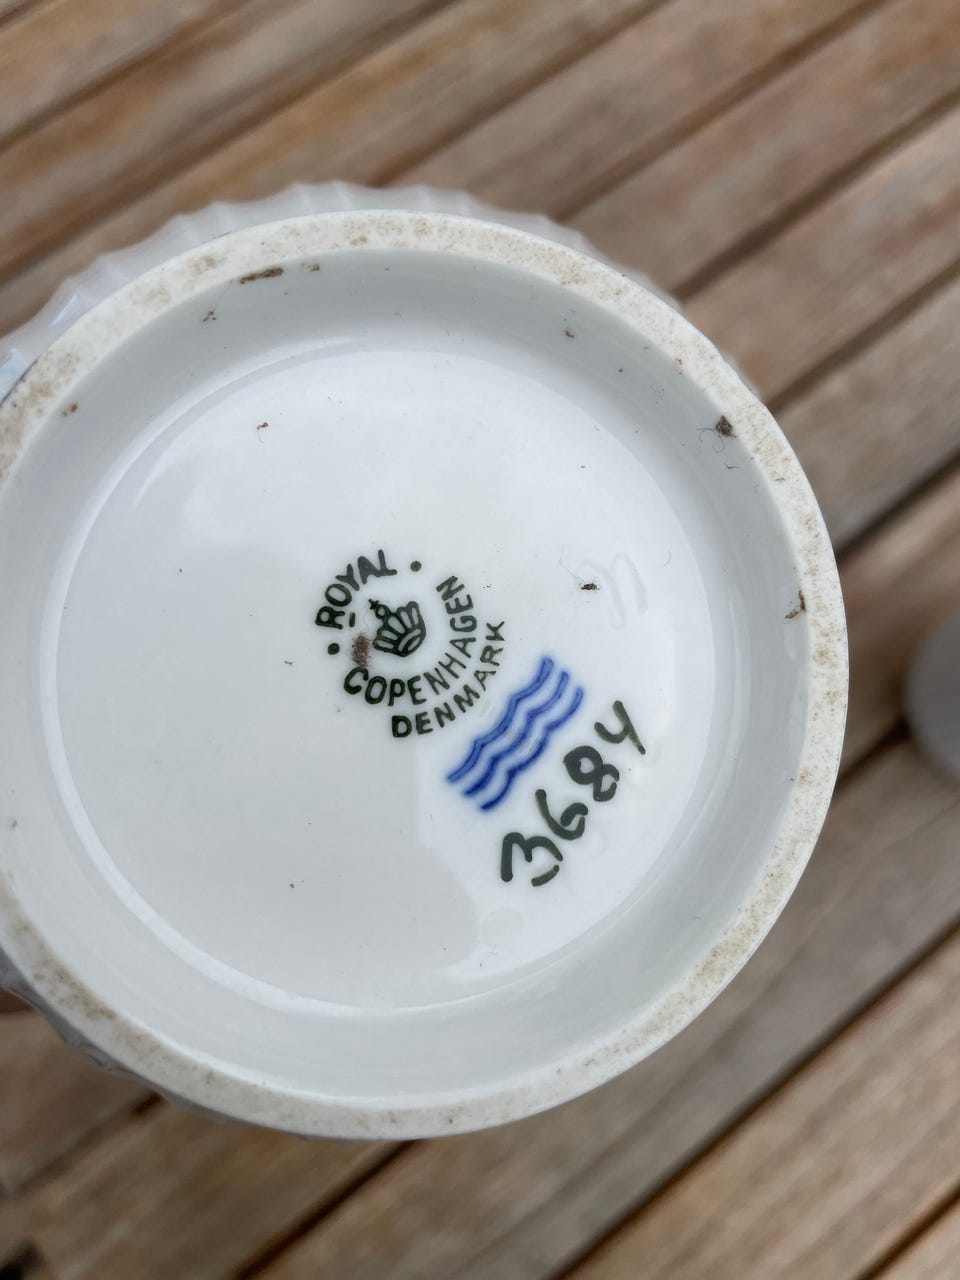 ROYAL
COPENHAGEN
DENMARK
3684